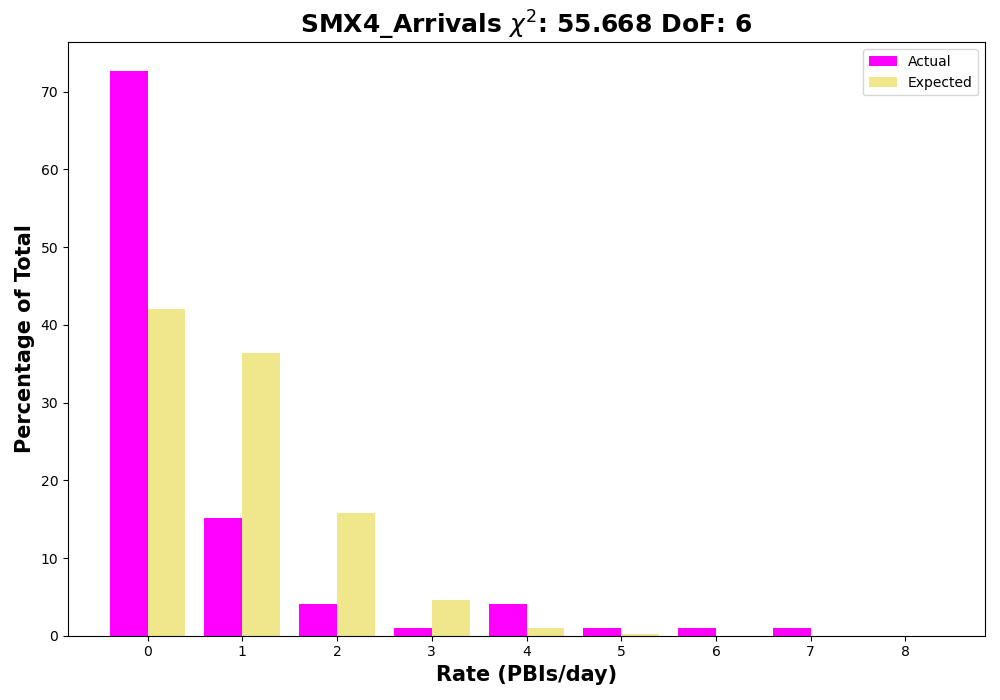 SMX4_Arrivals χ²: 55.668 DoF: 6
Actual
Expected
Percentage of Total
70
60
50
40
30
20
10
0
0 1 2 3 4 5 6 7 8
Rate (PBIs/day)